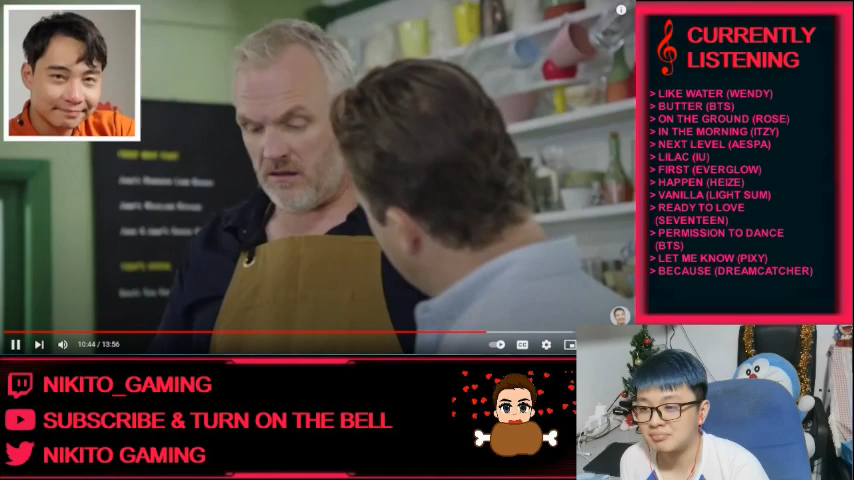 CURRENTLY
LISTENING
> LIKE WATER (WENDY)
> BUTTER (BTS)
> ON THE GROUND (ROSE)
> IN THE MORNING (ITZY)
> NEXT LEVEL (AESPA)
> LILAC (IU)
> FIRST (EVERGLOW)
> HAPPEN (HEIZE)
> VANILLA (LIGHT SUM)
> READY TO LOVE
(SEVENTEEN)
> PERMISSION TO DANCE
(BTS)
> LET ME KNOW (PIXY)
> BECAUSE (DREAMCATCHER)
10:44 / 13:56
CC
NIKITO_GAMING
SUBSCRIBE & TURN ON THE BELL
NIKITO GAMING